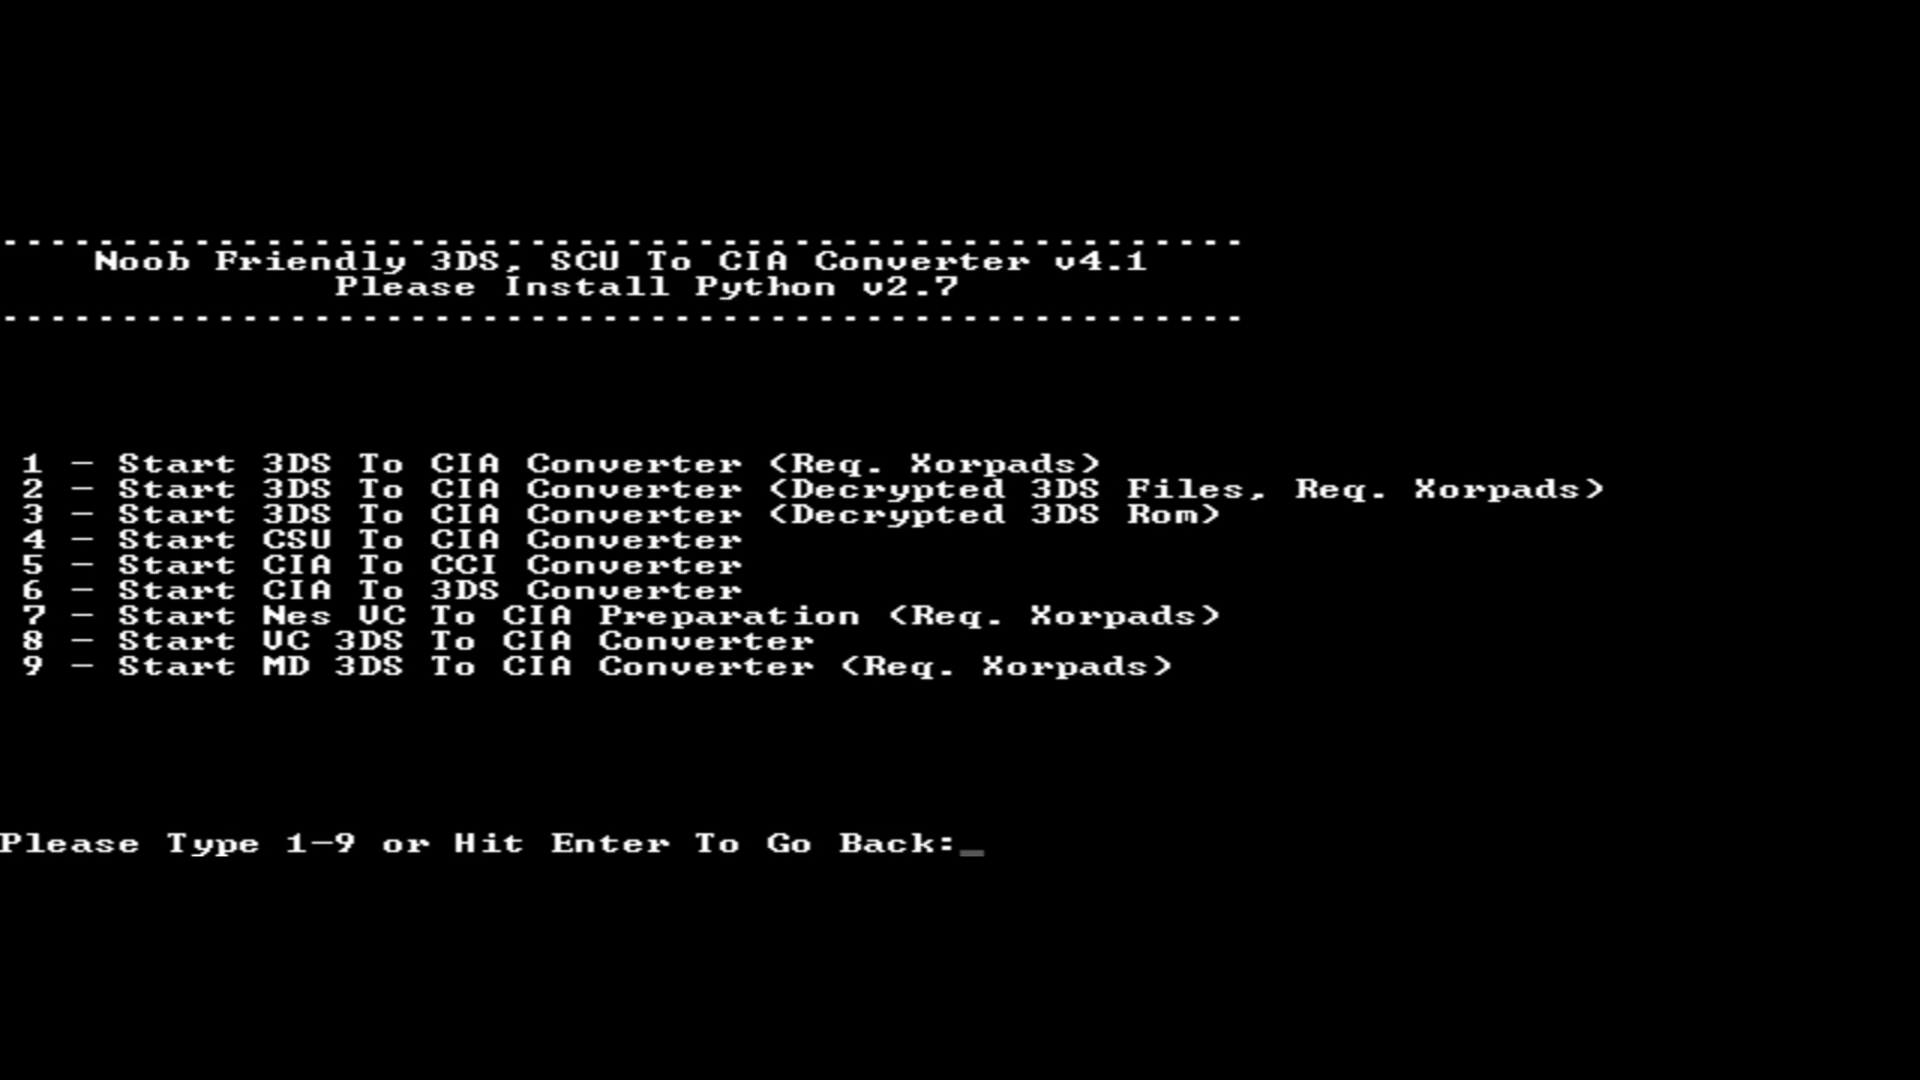 ----------------------------------------------------
Noob Friendly 3DS, SCU To CIA Converter v4.1
Please Install Python v2.7
----------------------------------------------------
1 - Start 3DS To CIA Converter (Req. Xorpads)
2 - Start 3DS To CIA Converter (Decrypted 3DS Files, Req. Xorpads)
3 - Start 3DS To CIA Converter (Decrypted 3DS Rom)
4 - Start CSU To CIA Converter
5 - Start CIA To CCI Converter
6 - Start CIA To 3DS Converter
7 - Start Nes VC To CIA Preparation (Req. Xorpads)
8 - Start VC 3DS To CIA Converter
9 - Start MD 3DS To CIA Converter (Req. Xorpads)
Please Type 1-9 or Hit Enter To Go Back:_